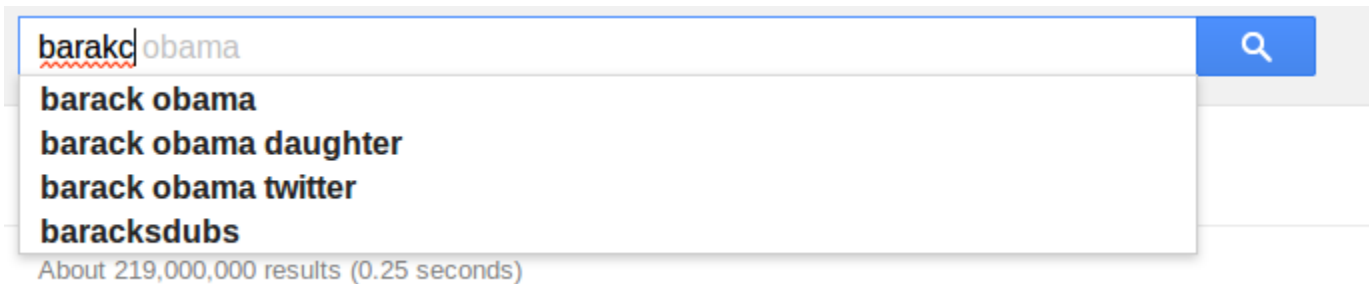 barakc obama
barack obama
barack obama daughter
barack obama twitter
baracksdubs
About 219,000,000 results (0.25 seconds)